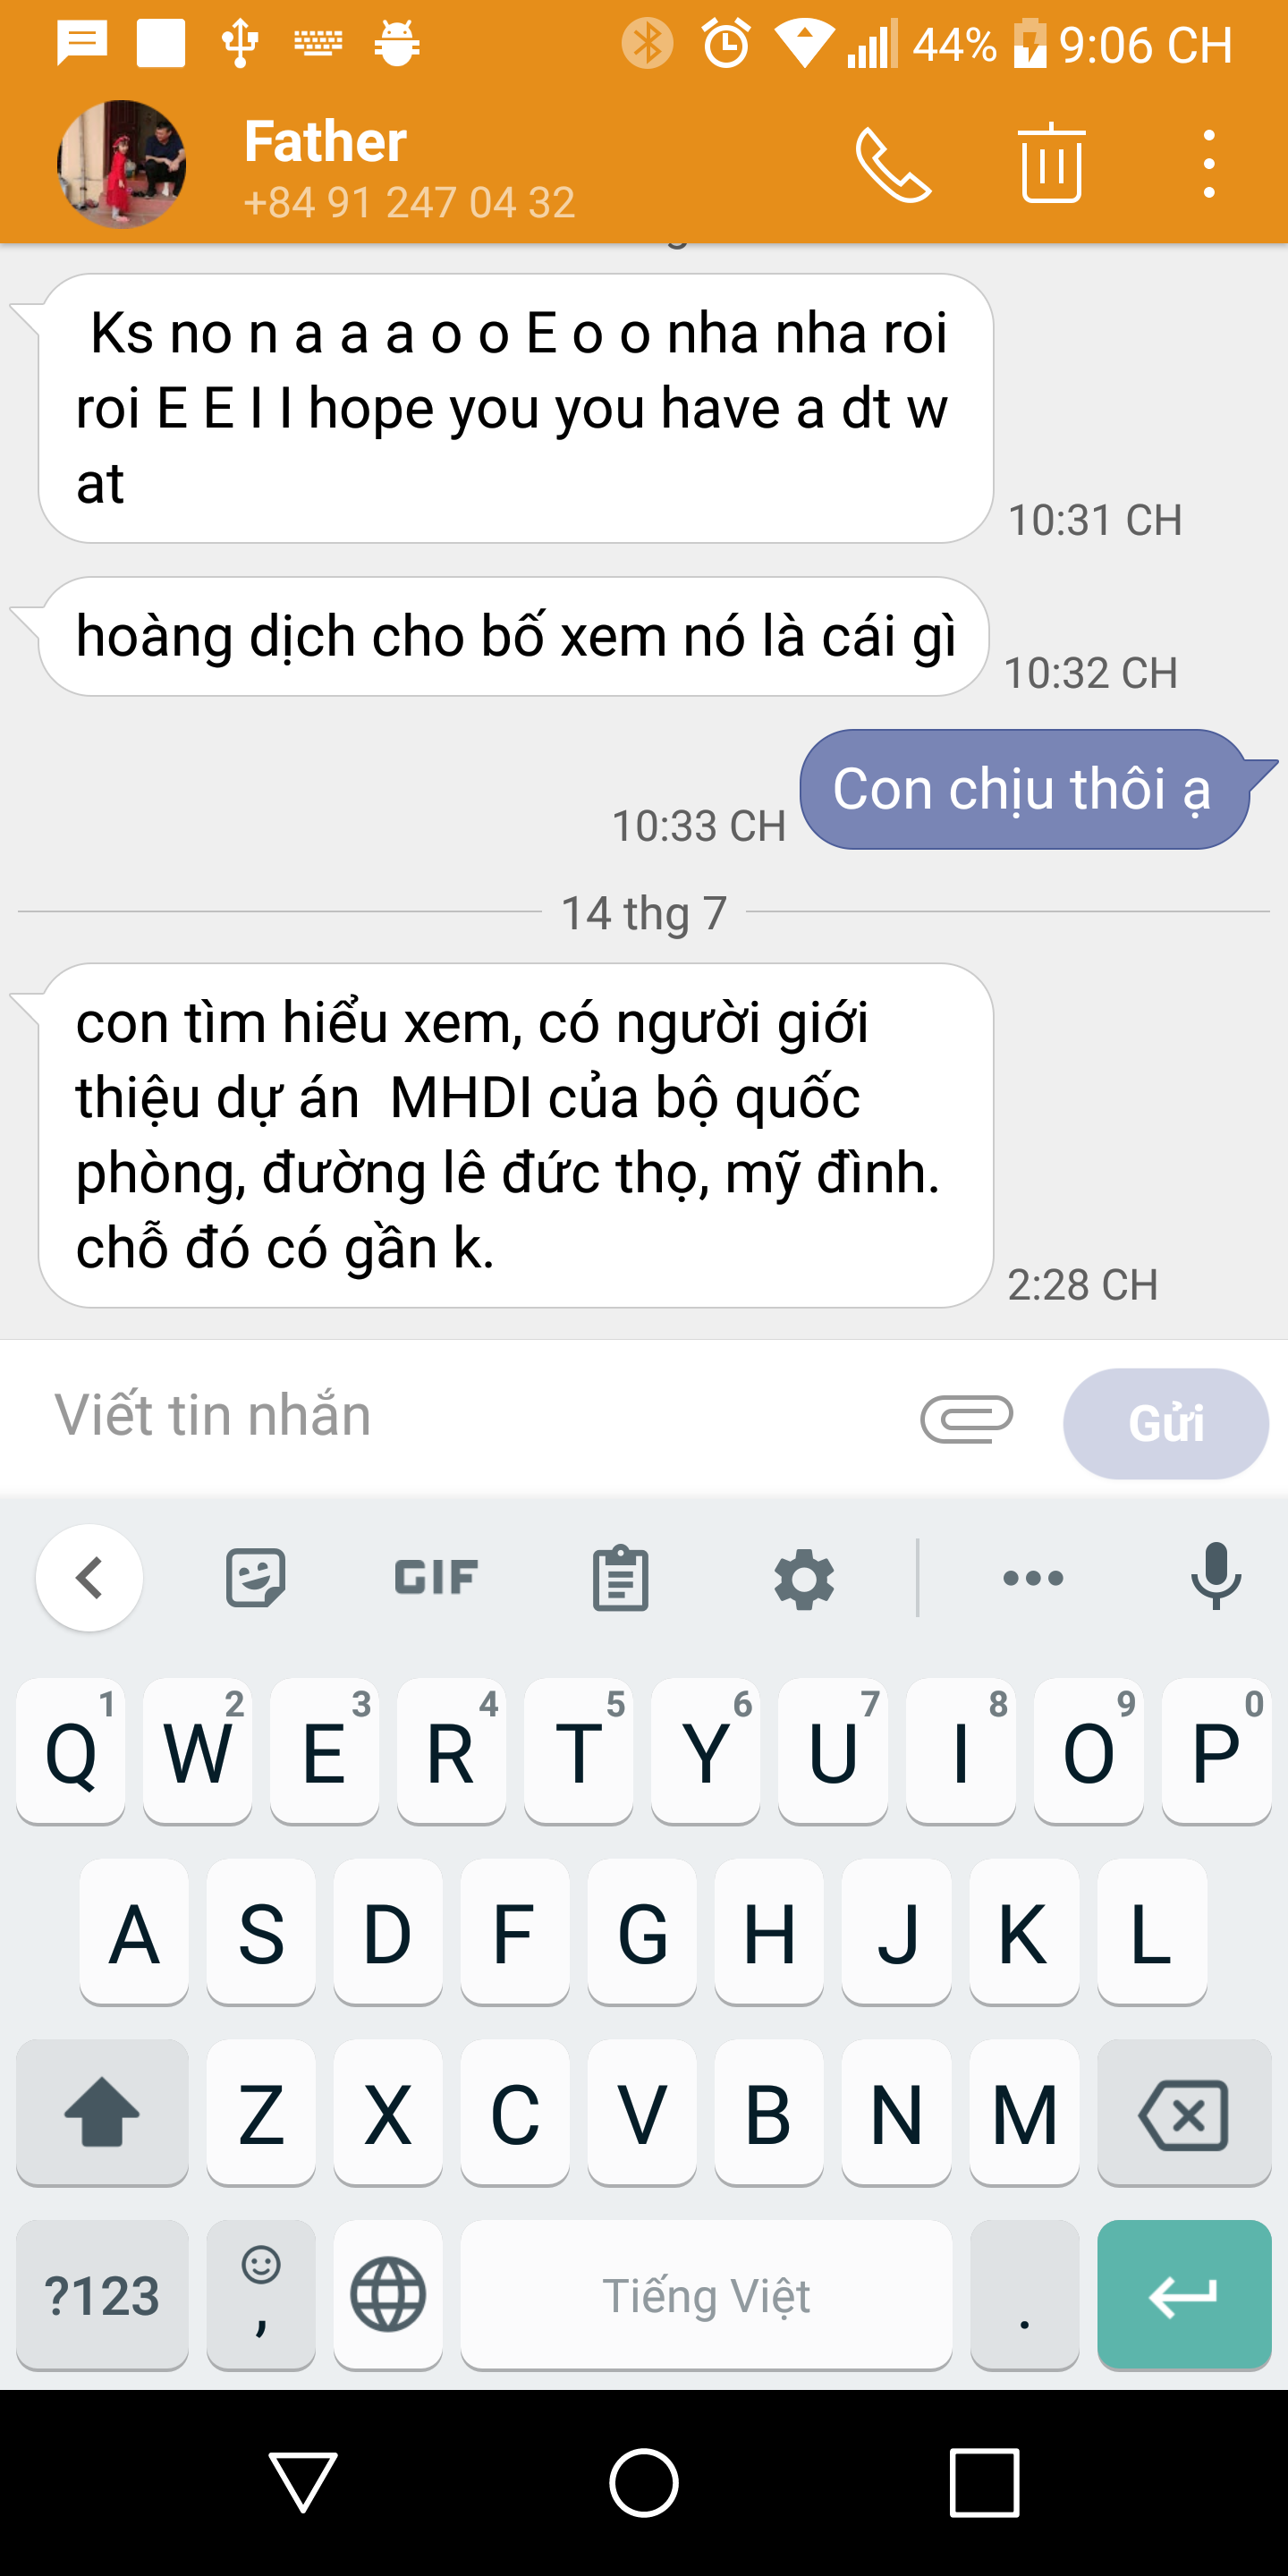 44% 9:06 CH
Father
+84 91 247 04 32
Ks no n a a a o o E o o nha nha roi
roi E E I I hope you you have a dt w
at
10:31 CH
hoàng dịch cho bố xem nó là cái gì
10:32 CH
Con chịu thôi ạ
10:33 CH
14 thg 7
con tìm hiểu xem, có người giới
thiệu dự án  MHDI của bộ quốc
phòng, đường lê đức thọ, mỹ đình.
chỗ đó có gần k.
2:28 CH
Viết tin nhắn
Gửi
GIF
1 2 3 4 5 6 7 8 9 0
Q W E R T Y U I O P
A S D F G H J K L
Z X C V B N M
?123 , Tiếng Việt .